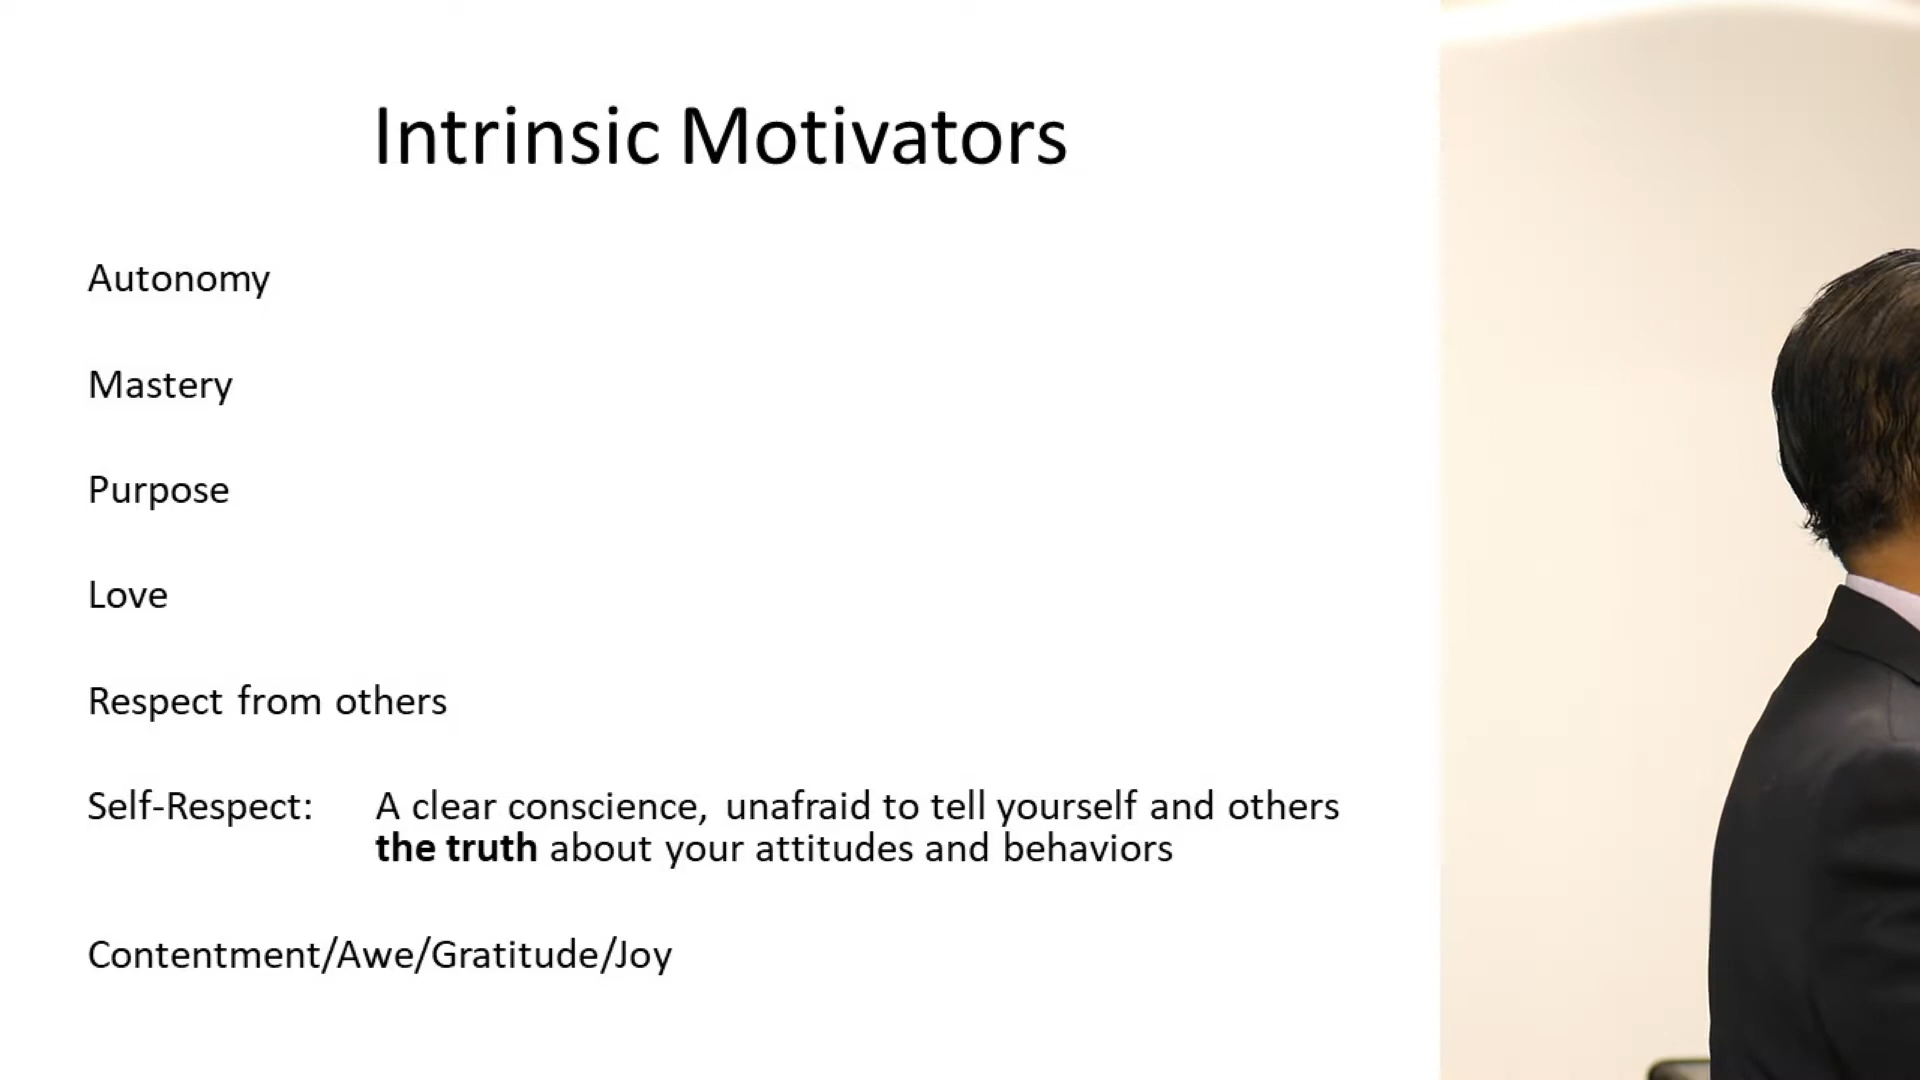 Intrinsic Motivators
Autonomy
Mastery
Purpose
Love
Respect from others
Self-Respect: A clear conscience, unafraid to tell yourself and others
the truth about your attitudes and behaviors
Contentment/Awe/Gratitude/Joy